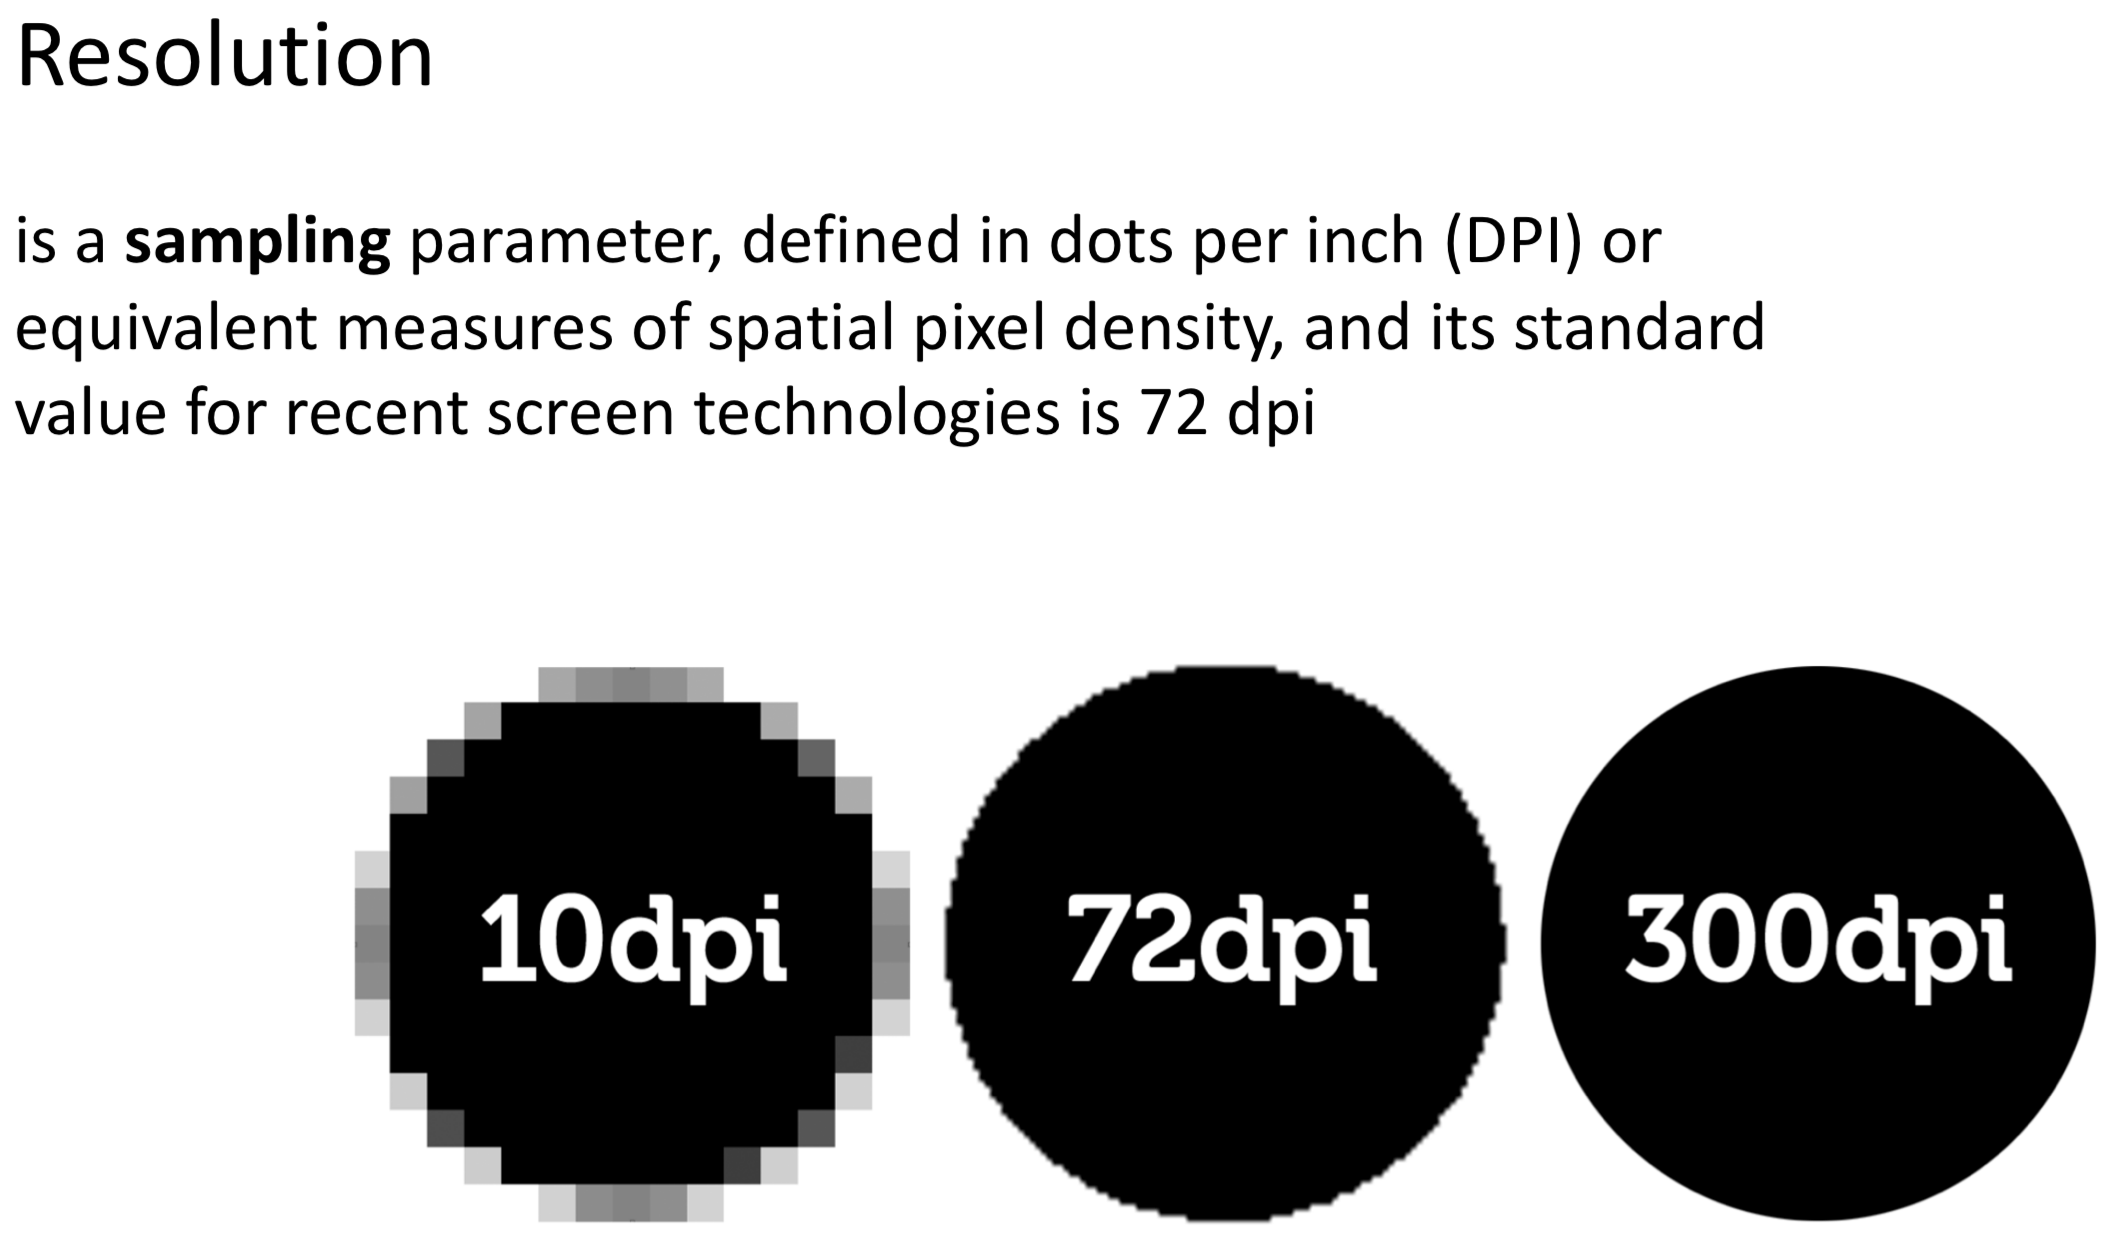 Resolution
is a sampling parameter, defined in dots per inch (DPI) or
equivalent measures of spatial pixel density, and its standard
value for recent screen technologies is 72 dpi
10dpi 72dpi 300dpi